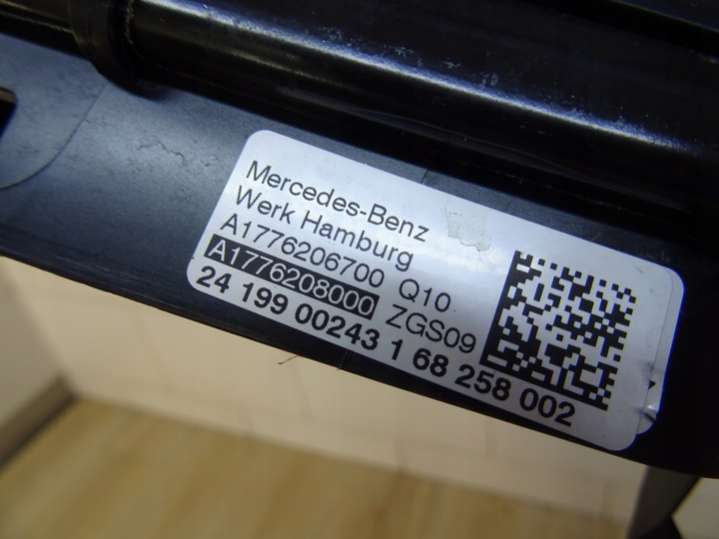 Mercedes-Benz
Werk Hamburg
A1776206700 Q10
A1776208000 ZGS09
24 199 00243 1 68 258 002